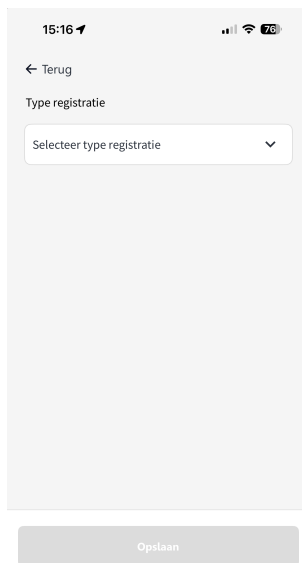 15:16
76
Terug
Type registratie
Selecteer type registratie
Opslaan